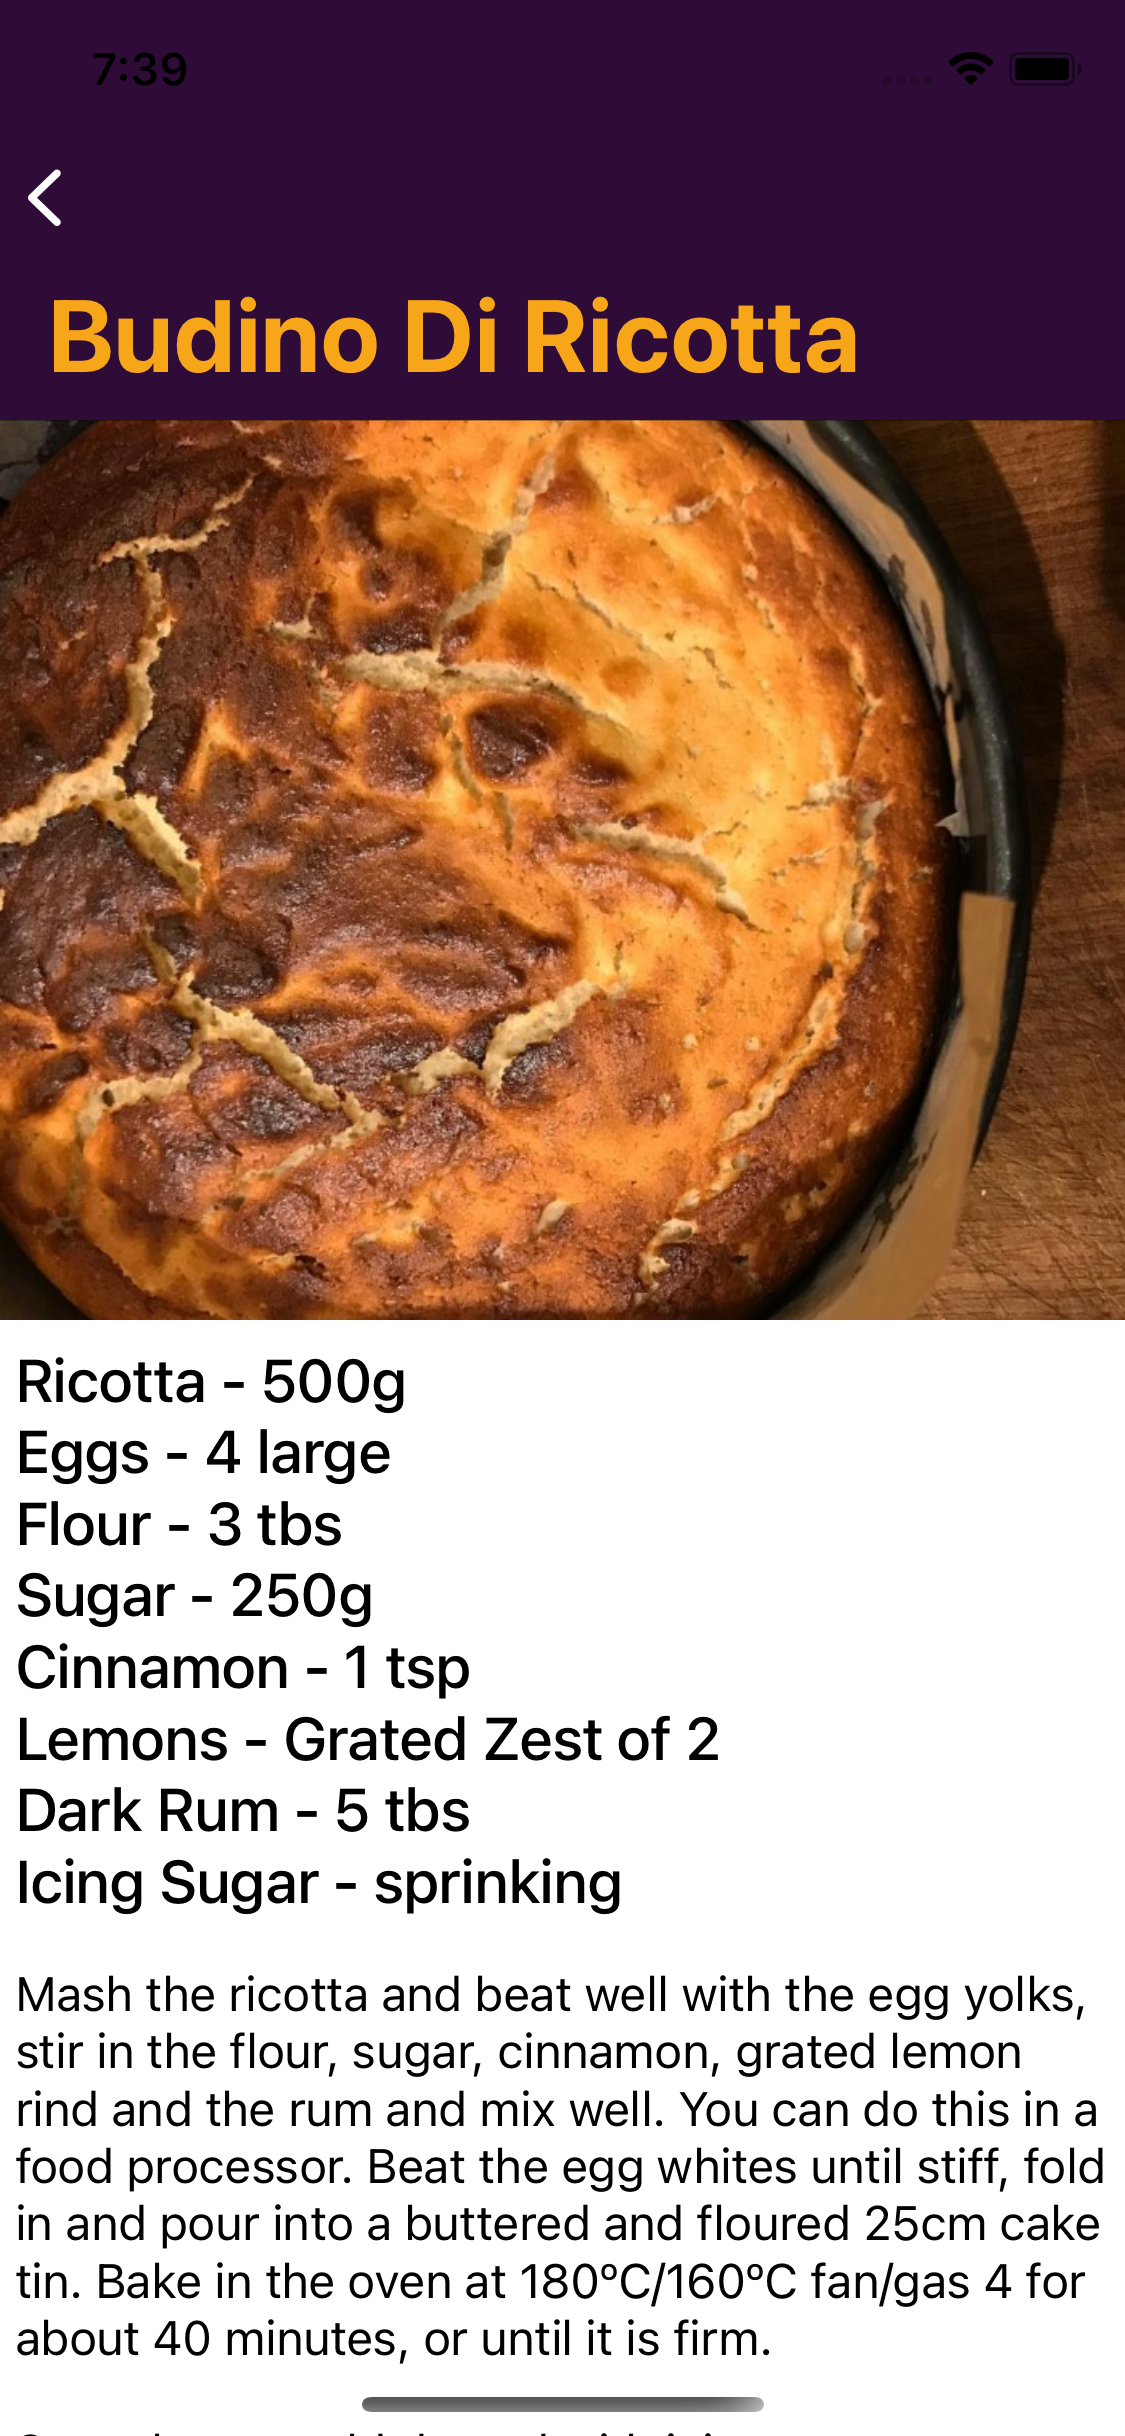 7:39
Budino Di Ricotta
Ricotta - 500g
Eggs - 4 large
Flour - 3 tbs
Sugar - 250g
Cinnamon - 1 tsp
Lemons - Grated Zest of 2
Dark Rum - 5 tbs
Icing Sugar - sprinking
Mash the ricotta and beat well with the egg yolks,
stir in the flour, sugar, cinnamon, grated lemon
rind and the rum and mix well. You can do this in a
food processor. Beat the egg whites until stiff, fold
in and pour into a buttered and floured 25cm cake
tin. Bake in the oven at 180ºC/160ºC fan/gas 4 for
about 40 minutes, or until it is firm.